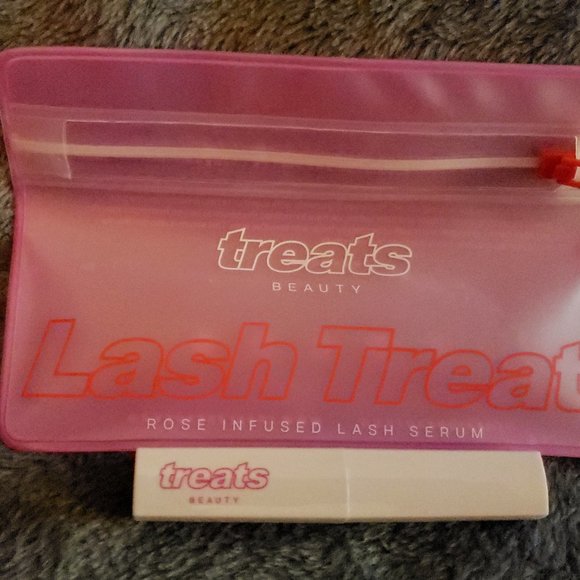 treats
BEAUTY
Lash Treat
ROSE INFUSED LASH SERUM
treats
BEAUTY